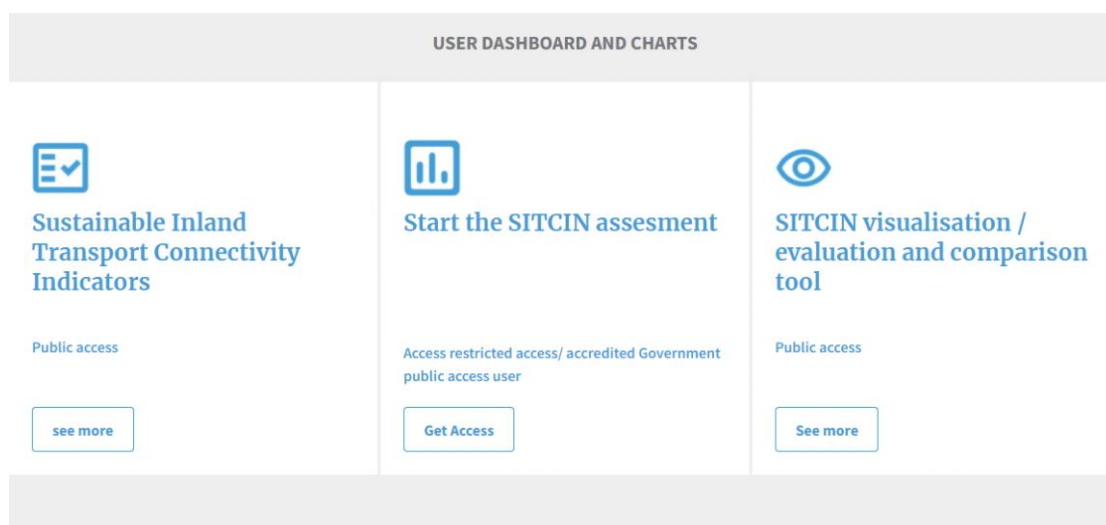 USER DASHBOARD AND CHARTS
Sustainable Inland
Transport Connectivity
Indicators
Public access
see more
Start the SITCIN assesment
Access restricted access/ accredited Government
public access user
Get Access
SITCIN visualisation /
evaluation and comparison
tool
Public access
See more